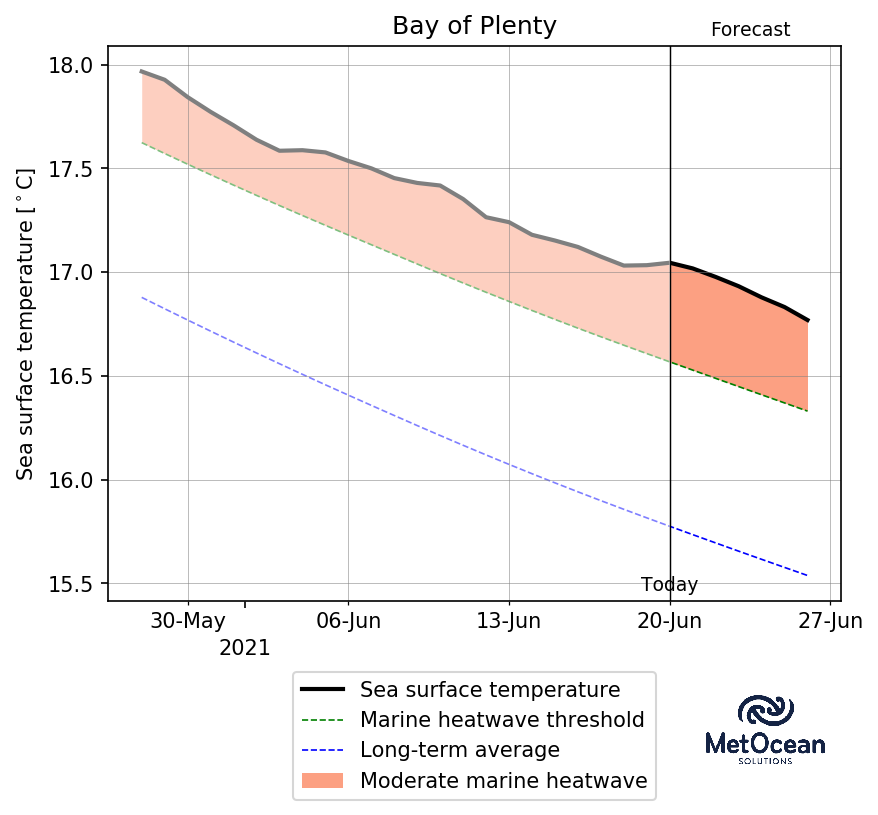 Bay of Plenty
Forecast
Sea surface temperature [°C]
18.0
17.5
17.0
16.5
16.0
15.5
Today
30-May 06-Jun 13-Jun 20-Jun 27-Jun
2021
Sea surface temperature
Marine heatwave threshold
Long-term average
Moderate marine heatwave
MetOcean
SOLUTIONS